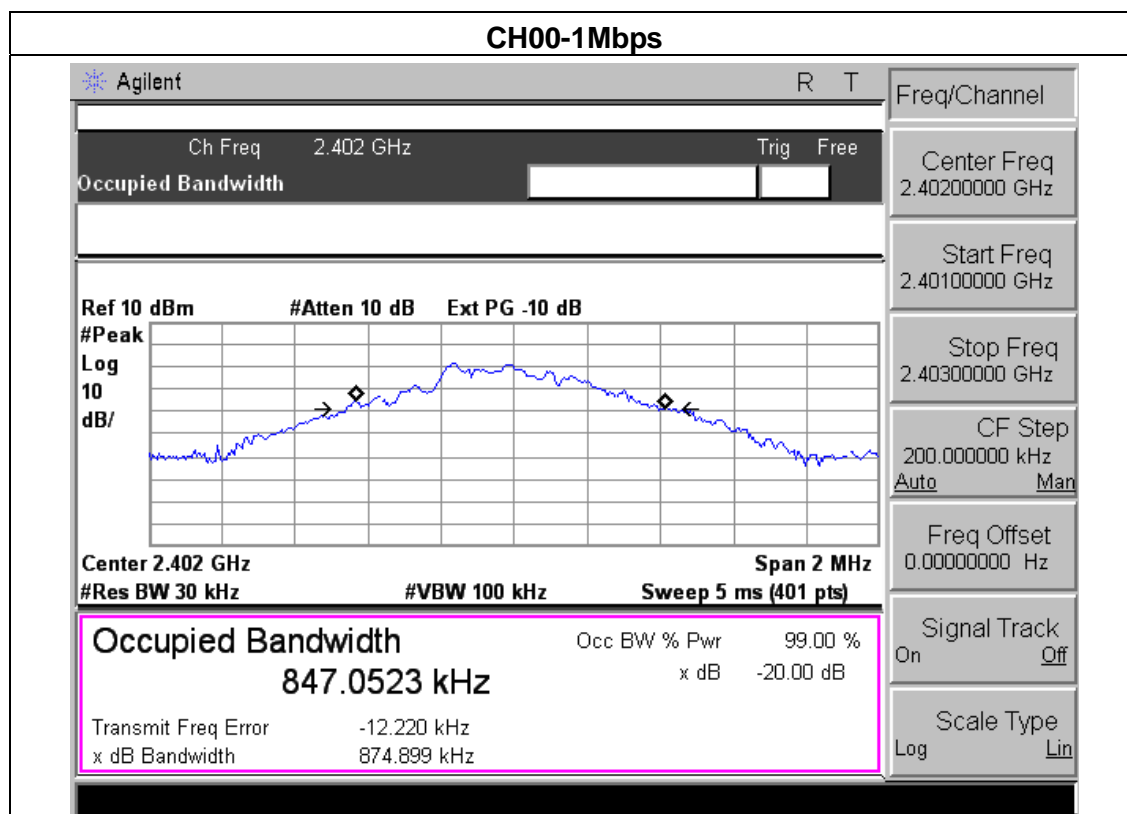 CH00-1Mbps
Agilent R T
Ch Freq 2.402 GHz Trig Free
Occupied Bandwidth
Ref 10 dBm #Atten 10 dB Ext PG -10 dB
#Peak
Log
10
dB/
Center 2.402 GHz Span 2 MHz
#Res BW 30 kHz #VBW 100 kHz Sweep 5 ms (401 pts)
Occupied Bandwidth Occ BW % Pwr 99.00 %
847.0523 kHz x dB -20.00 dB
Transmit Freq Error -12.220 kHz
x dB Bandwidth 874.899 kHz
Freq/Channel
Center Freq
2.40200000 GHz
Start Freq
2.40100000 GHz
Stop Freq
2.40300000 GHz
CF Step
200.000000 kHz
Auto Man
Freq Offset
0.00000000 Hz
Signal Track
On Off
Scale Type
Log Lin